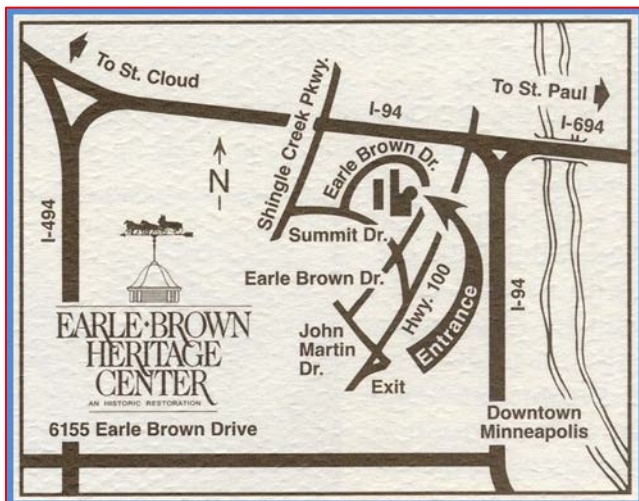 To St. Cloud
Shingle Creek Pkwy.
I-94
To St. Paul
I-694
N
Earle Brown Dr.
I-494
Summit Dr.
Earle Brown Dr.
Hwy. 100
Entrance
I-94
EARLE·BROWN
HERITAGE
CENTER
AN HISTORIC RESTORATION
John
Martin
Dr.
Exit
6155 Earle Brown Drive
Downtown
Minneapolis